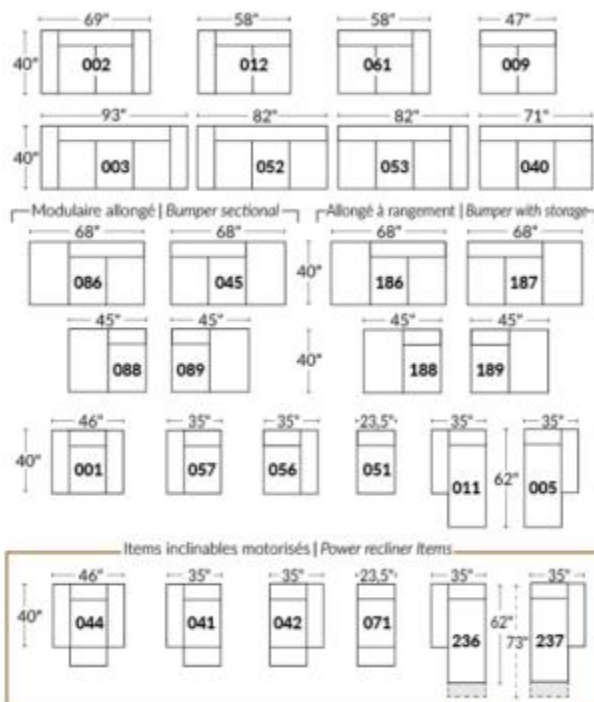 69" 58" 58" 47"
40" 002 012 061 009
93" 82" 82" 71"
40" 003 052 053 040
Modulaire allongé | Bumper sectional Allongé à rangement | Bumper with storage
68" 68" 68" 68"
086 045 40" 186 187
45" 45" 45" 45"
088 089 40" 188 189
46" 35" 35" 23,5" 35" 35"
40" 001 057 056 051 011 62" 005
Items inclinables motorisés | Power recliner Items
46" 35" 35" 23,5" 35" 35"
40" 044 041 042 071 236 62" 73" 237